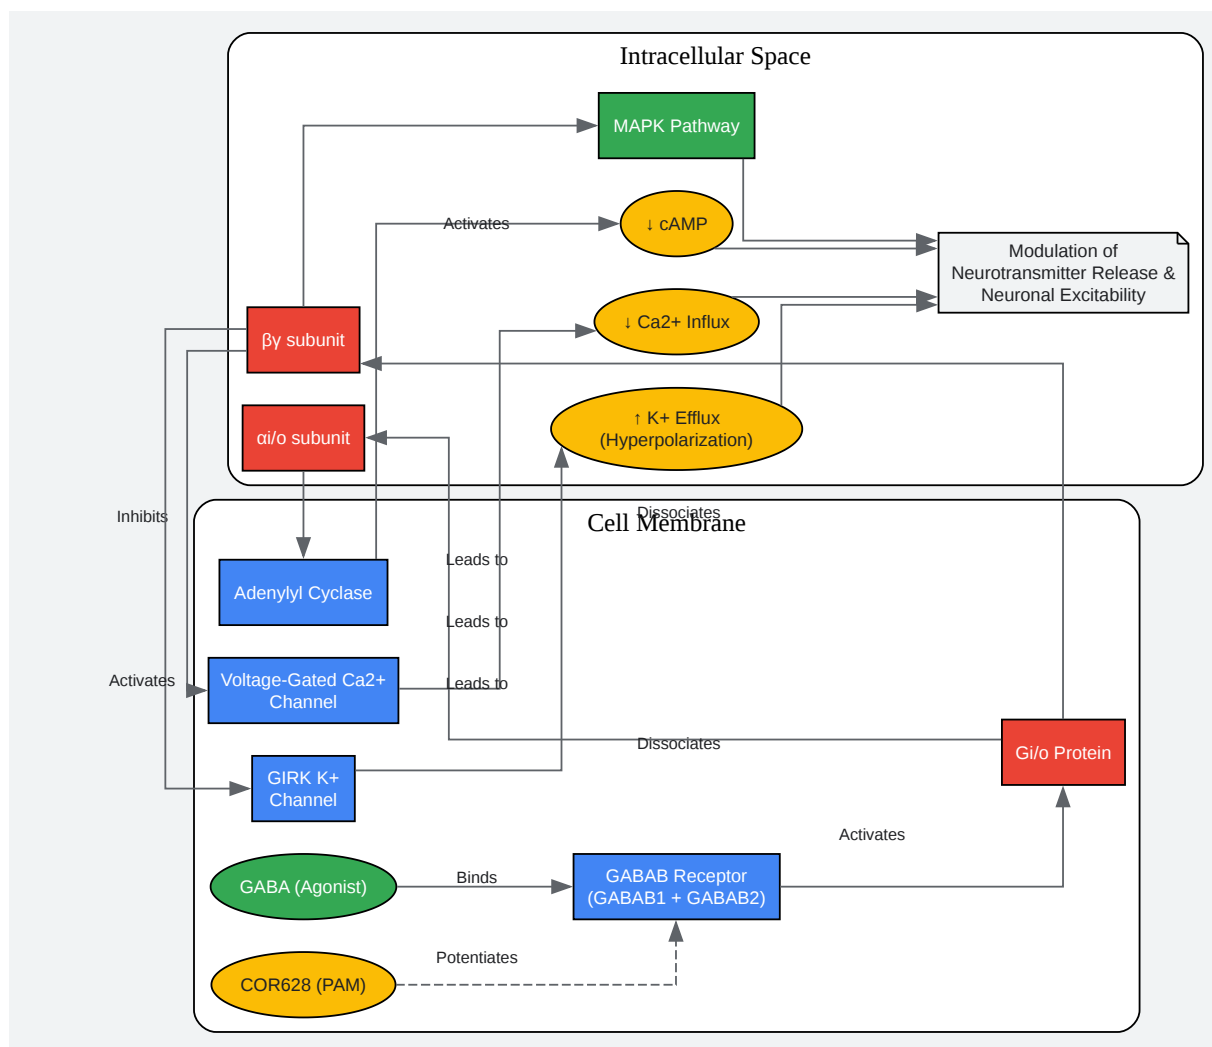 Intracellular Space
MAPK Pathway
Activates
↓ cAMP
Modulation of
Neurotransmitter Release &
Neuronal Excitability
↓ Ca2+ Influx
βγ subunit
↑ K+ Efflux
(Hyperpolarization)
αi/o subunit
Dissociates
Inhibits
Cell Membrane
Leads to
Adenylyl Cyclase
Leads to
Activates
Voltage-Gated Ca2+
Channel
Leads to
Dissociates
Gi/o Protein
GIRK K+
Channel
Activates
GABA (Agonist)
Binds
GABAB Receptor
(GABAB1 + GABAB2)
Potentiates
COR628 (PAM)